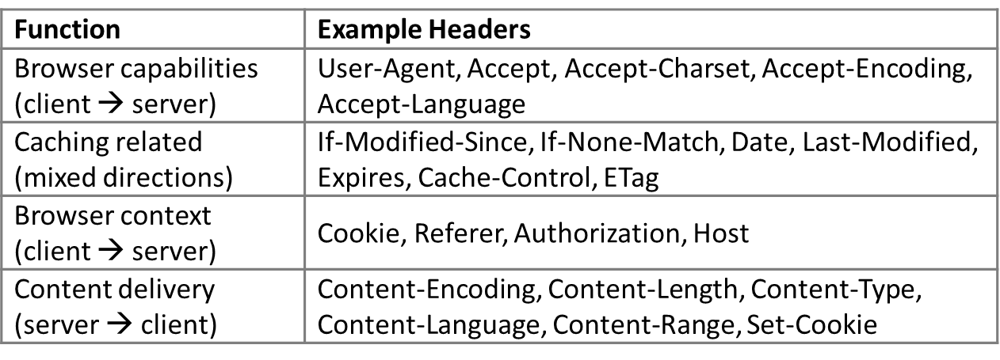 Function
Example Headers
Browser capabilities
(client → server)
User-Agent, Accept, Accept-Charset, Accept-Encoding,
Accept-Language
Caching related
(mixed directions)
If-Modified-Since, If-None-Match, Date, Last-Modified,
Expires, Cache-Control, ETag
Browser context
(client → server)
Cookie, Referer, Authorization, Host
Content delivery
(server → client)
Content-Encoding, Content-Length, Content-Type,
Content-Language, Content-Range, Set-Cookie